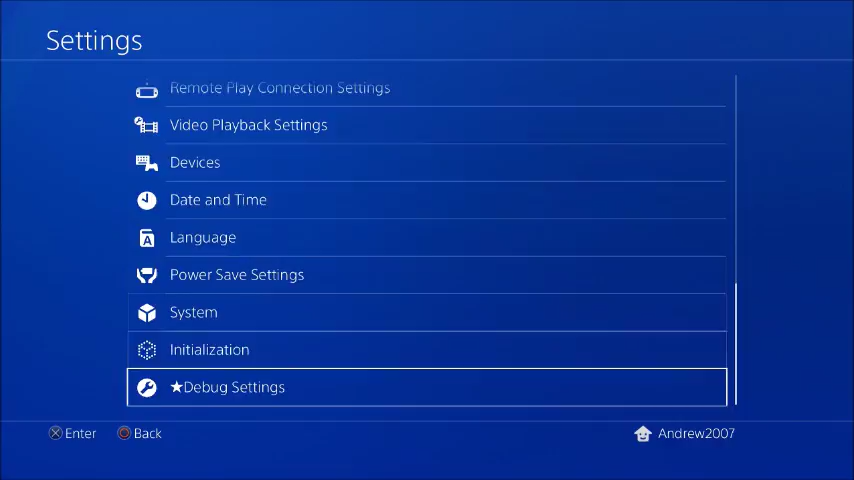 Settings
Remote Play Connection Settings
Video Playback Settings
Devices
Date and Time
Language
Power Save Settings
System
Initialization
★Debug Settings
Enter Back Andrew2007